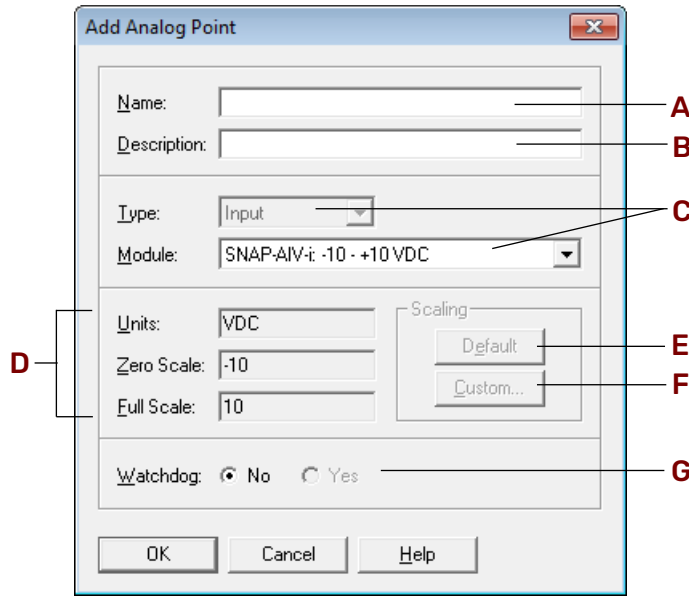 Add Analog Point
Name: A
Description: B
Type: Input C
Module: SNAP-AIV-i: -10 - +10 VDC
Scaling
D Units: VDC
Default E
Zero Scale: -10
Custom... F
Full Scale: 10
Watchdog: No Yes G
OK Cancel Help